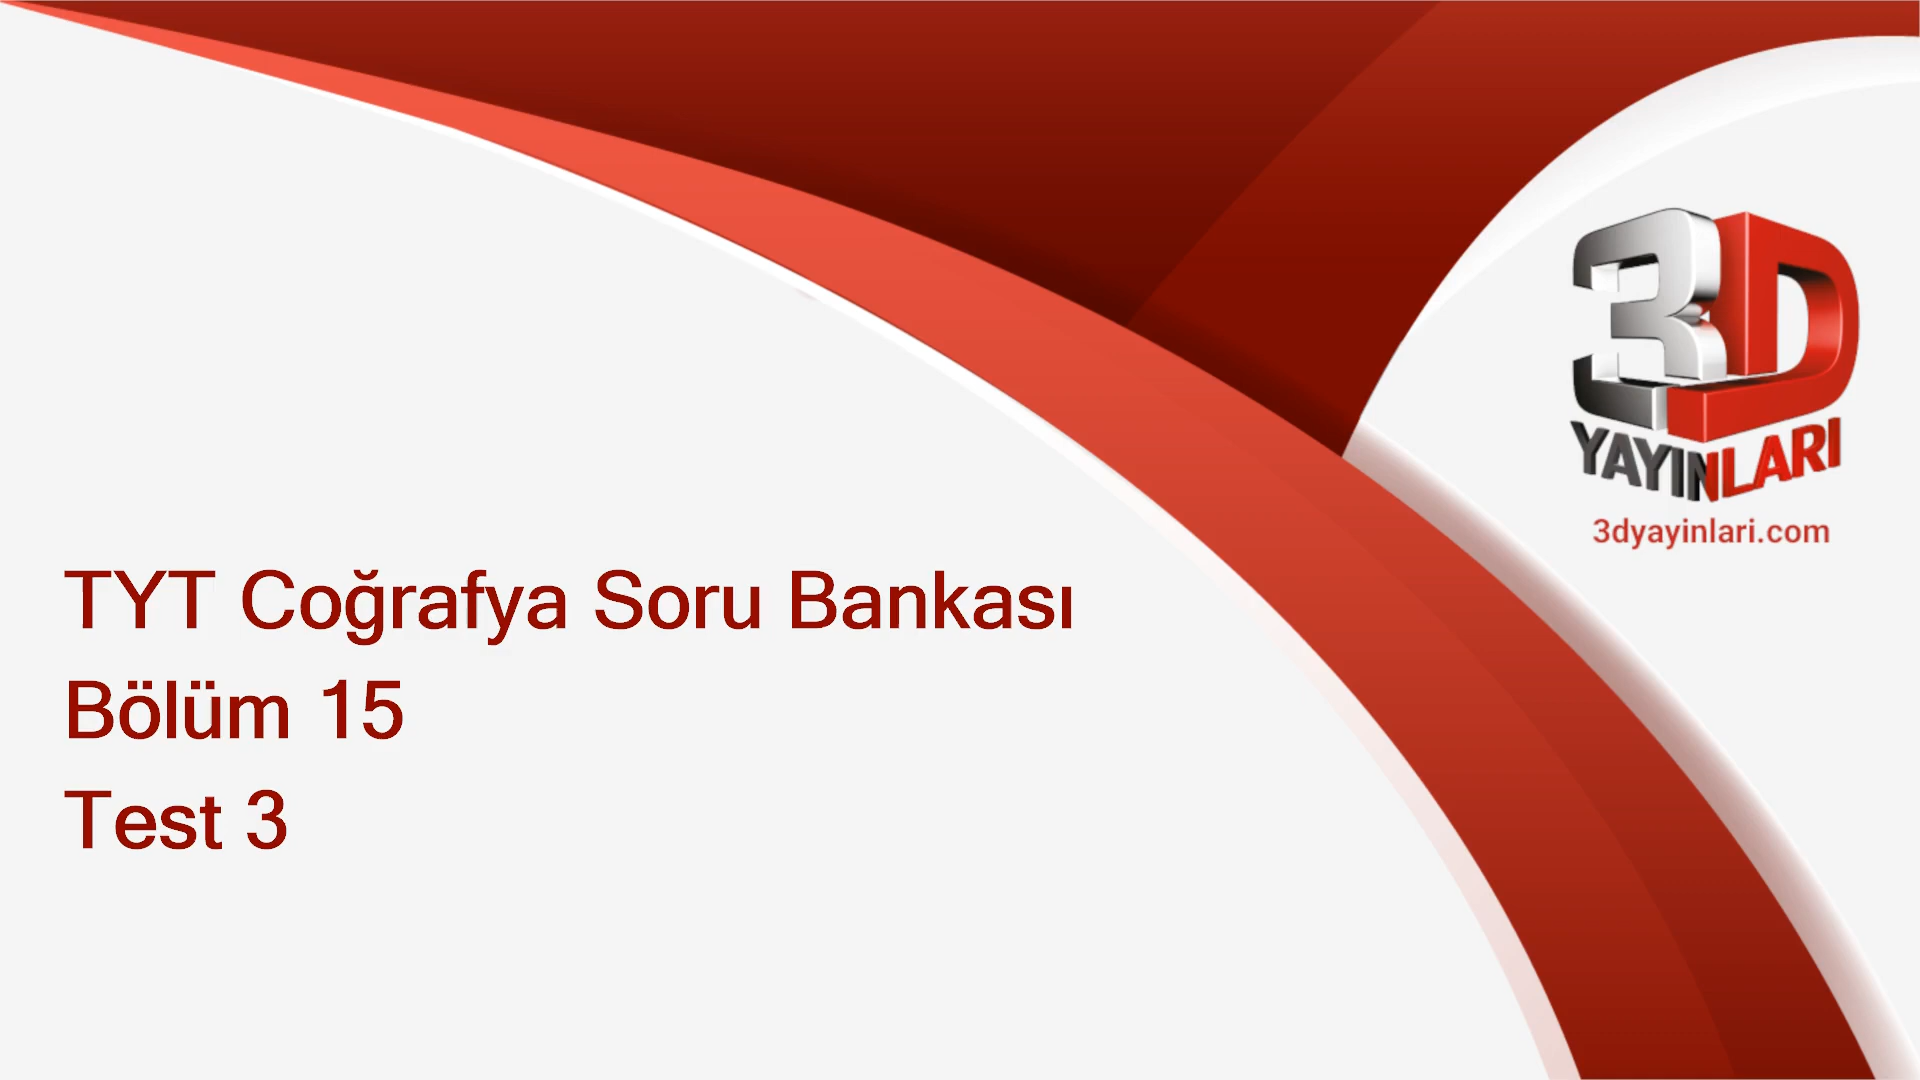 3D
YAYINLARI
3dyayinlari.com
TYT Coğrafya Soru Bankası
Bölüm 15
Test 3